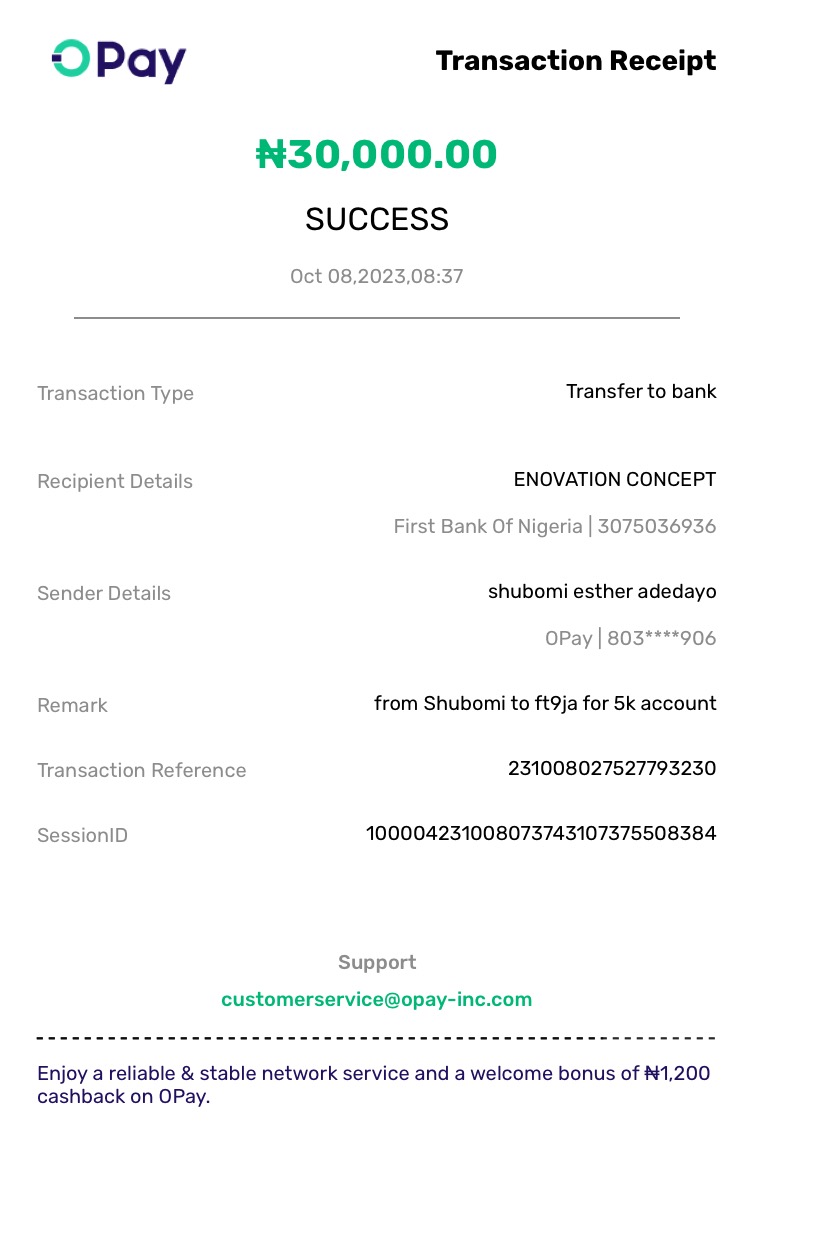 OPay
Transaction Receipt
₦30,000.00
SUCCESS
Oct 08,2023,08:37
Transaction Type
Transfer to bank
Recipient Details
ENOVATION CONCEPT
First Bank Of Nigeria | 3075036936
Sender Details
shubomi esther adedayo
OPay | 803****906
Remark
from Shubomi to ft9ja for 5k account
Transaction Reference
231008027527793230
SessionID
100004231008073743107375508384
Support
customerservice@opay-inc.com
Enjoy a reliable & stable network service and a welcome bonus of ₦1,200
cashback on OPay.